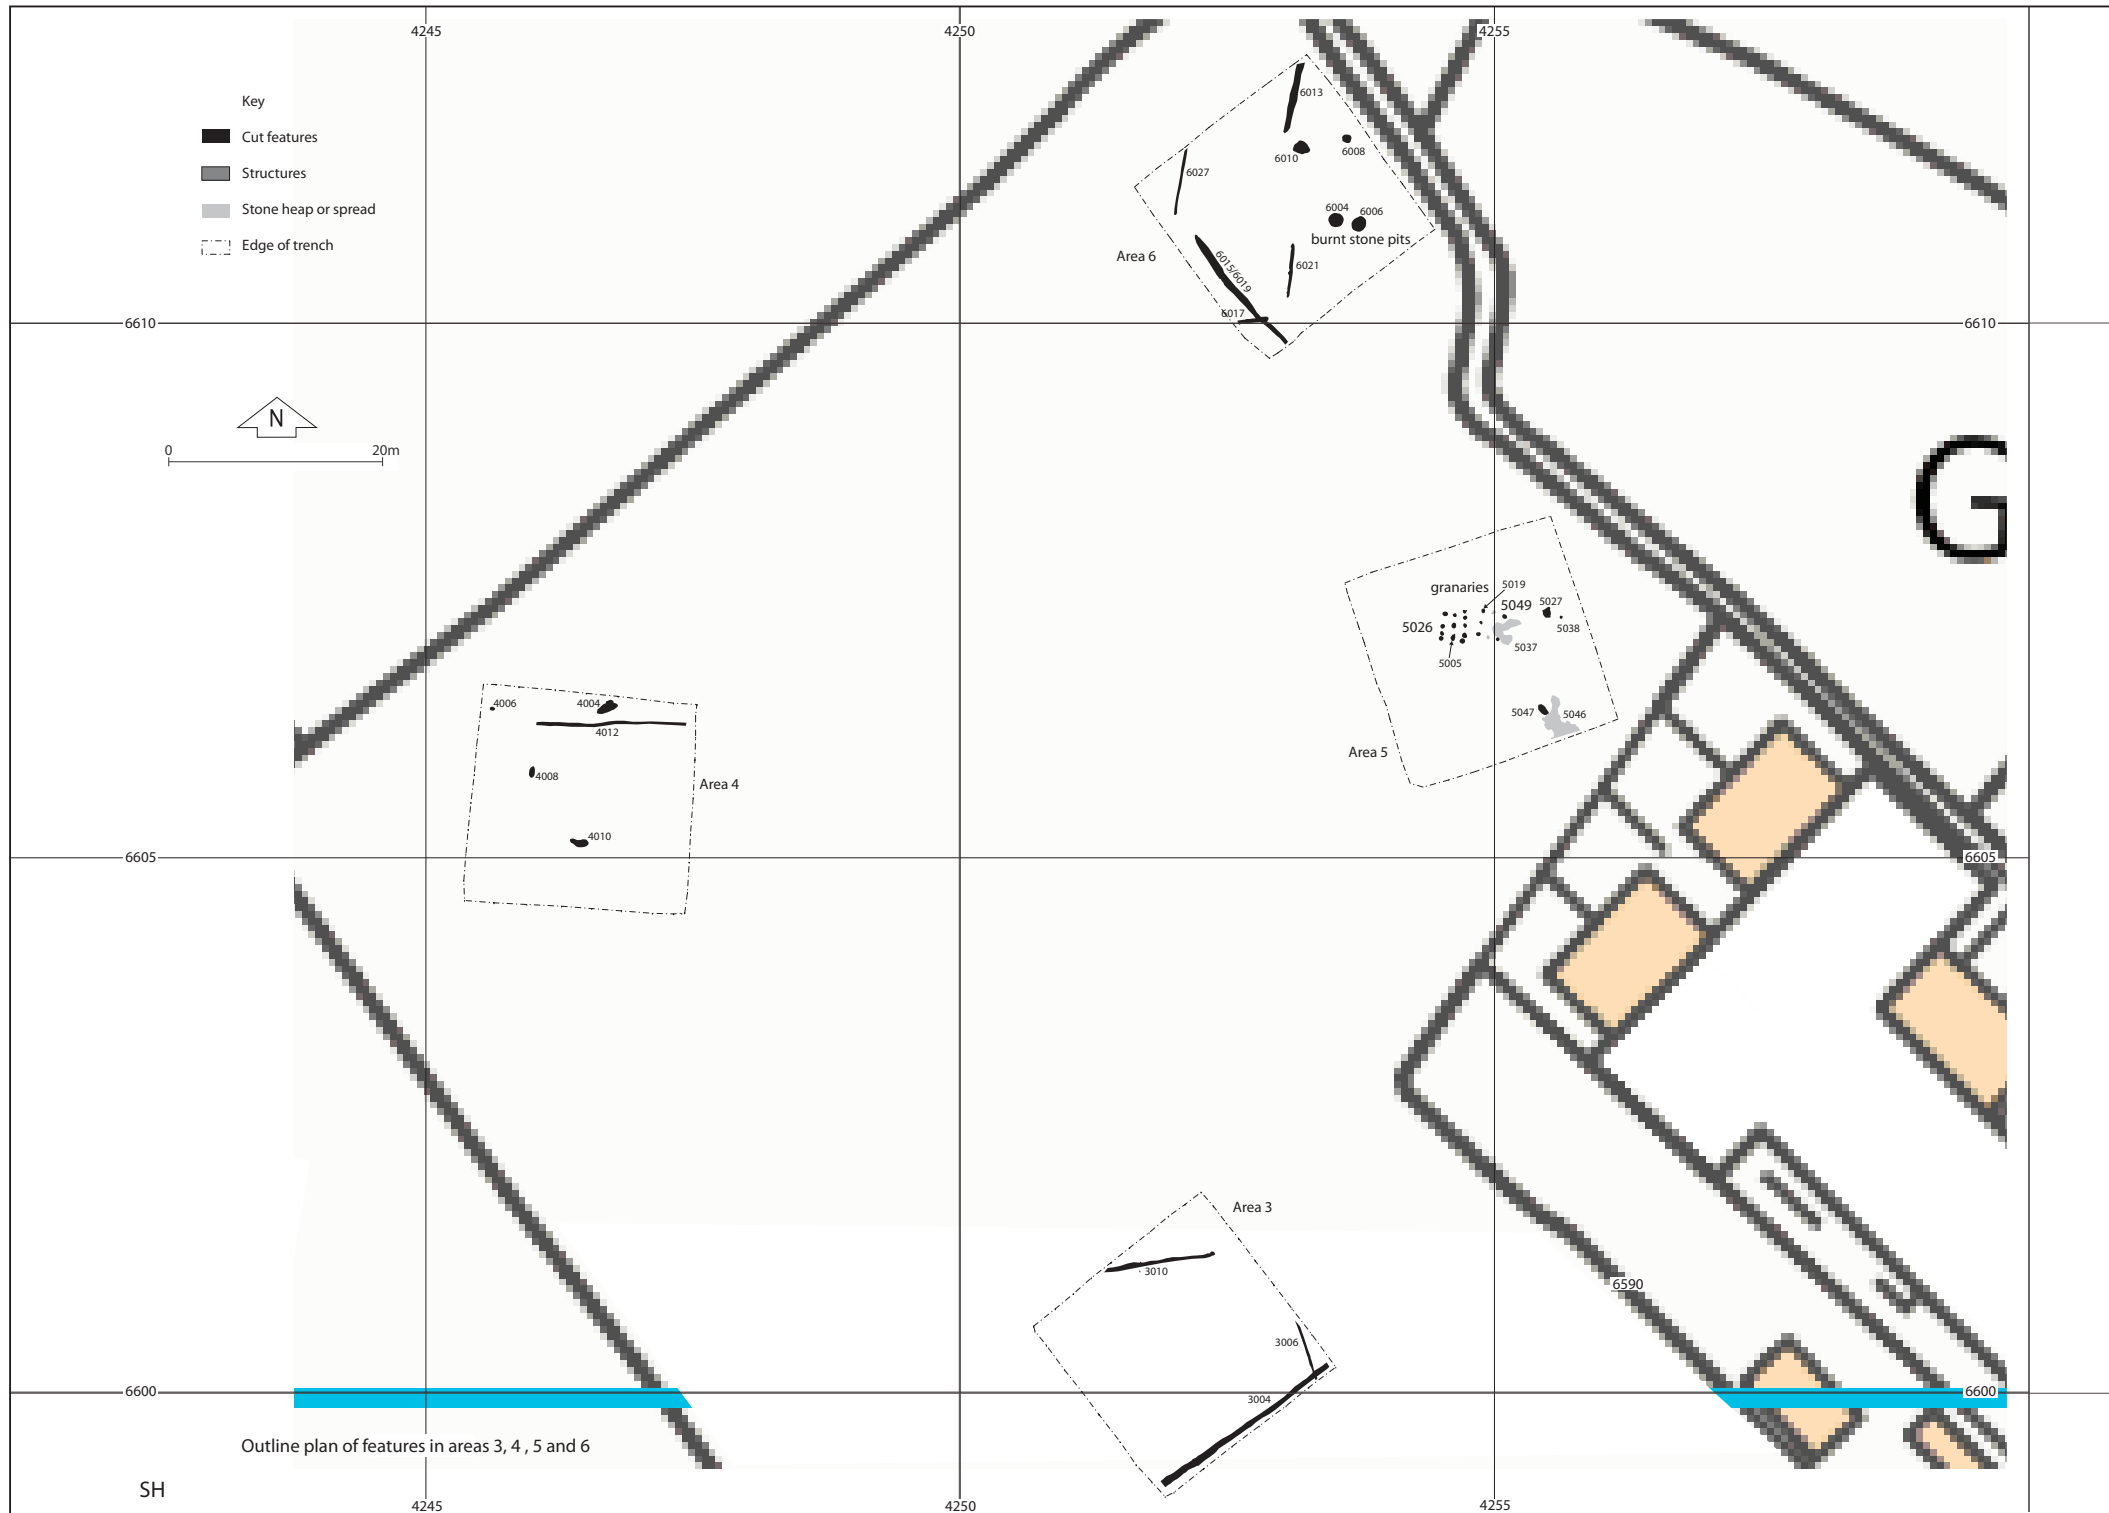 4245
4250
4255
Key
Cut features
Structures
Stone heap or spread
Edge of trench
6013
6010
6008
6027
6004
6006
burnt stone pits
Area 6
6015/6019
6021
6017
6610
6610
N
0
20m
G
granaries
5019
5049
5027
5026
5038
5037
5005
5047
5046
Area 5
4006
4004
4012
4008
Area 4
4010
6605
6605
Area 3
3010
6590
3006
3004
6600
6600
Outline plan of features in areas 3, 4 , 5 and 6
SH
4245
4250
4255